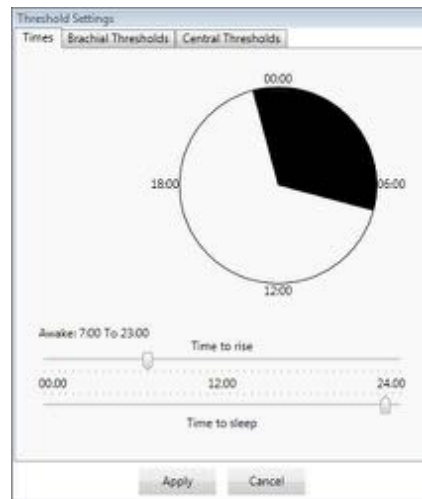 Threshold Settings
Times Brachial Thresholds Central Thresholds
00:00
18:00 06:00
12:00
Awake: 7:00 To 23:00
Time to rise
00.00 12.00 24.00
Time to sleep
Apply Cancel